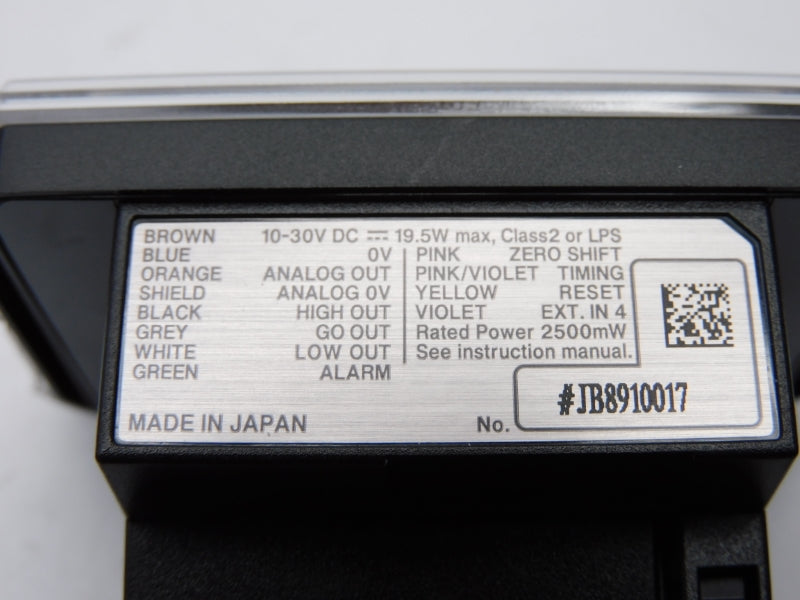 BROWN 10-30V DC ⎓ 19.5W max, Class2 or LPS
BLUE 0V
ORANGE ANALOG OUT
SHIELD ANALOG 0V
BLACK HIGH OUT
GREY GO OUT
WHITE LOW OUT
GREEN ALARM
PINK ZERO SHIFT
PINK/VIOLET TIMING
YELLOW RESET
VIOLET EXT. IN 4
Rated Power 2500mW
See instruction manual.
MADE IN JAPAN
No. #JB8910017